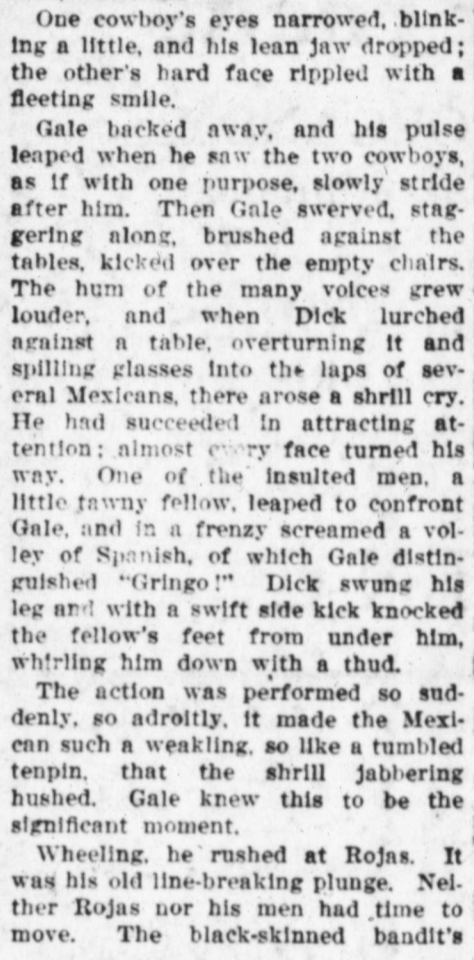 One cowboy's eyes narrowed, blink-
ing a little, and his lean jaw dropped;
the other's hard face rippled with a
fleeting smile.
Gale backed away, and his pulse
leaped when he saw the two cowboys,
as if with one purpose, slowly stride
after him. Then Gale swerved, stag-
gering along, brushed against the
tables, kicked over the empty chairs.
The hum of the many voices grew
louder, and when Dick lurched
against a table, overturning it and
spilling glasses into the laps of sev-
eral Mexicans, there arose a shrill cry.
He had succeeded in attracting at-
tention; almost every face turned his
way. One of the insulted men, a
little tawny fellow, leaped to confront
Gale, and in a frenzy screamed a vol-
ley of Spanish, of which Gale distin-
guished "Gringo!" Dick swung his
leg and with a swift side kick knocked
the fellow's feet from under him,
whirling him down with a thud.
The action was performed so sud-
denly, so adroitly, it made the Mexi-
can such a weakling, so like a tumbled
tenpin, that the shrill jabbering
hushed. Gale knew this to be the
significant moment.
Wheeling, he rushed at Rojas. It
was his old line-breaking plunge. Nei-
ther Rojas nor his men had time to
move. The black-skinned bandit's